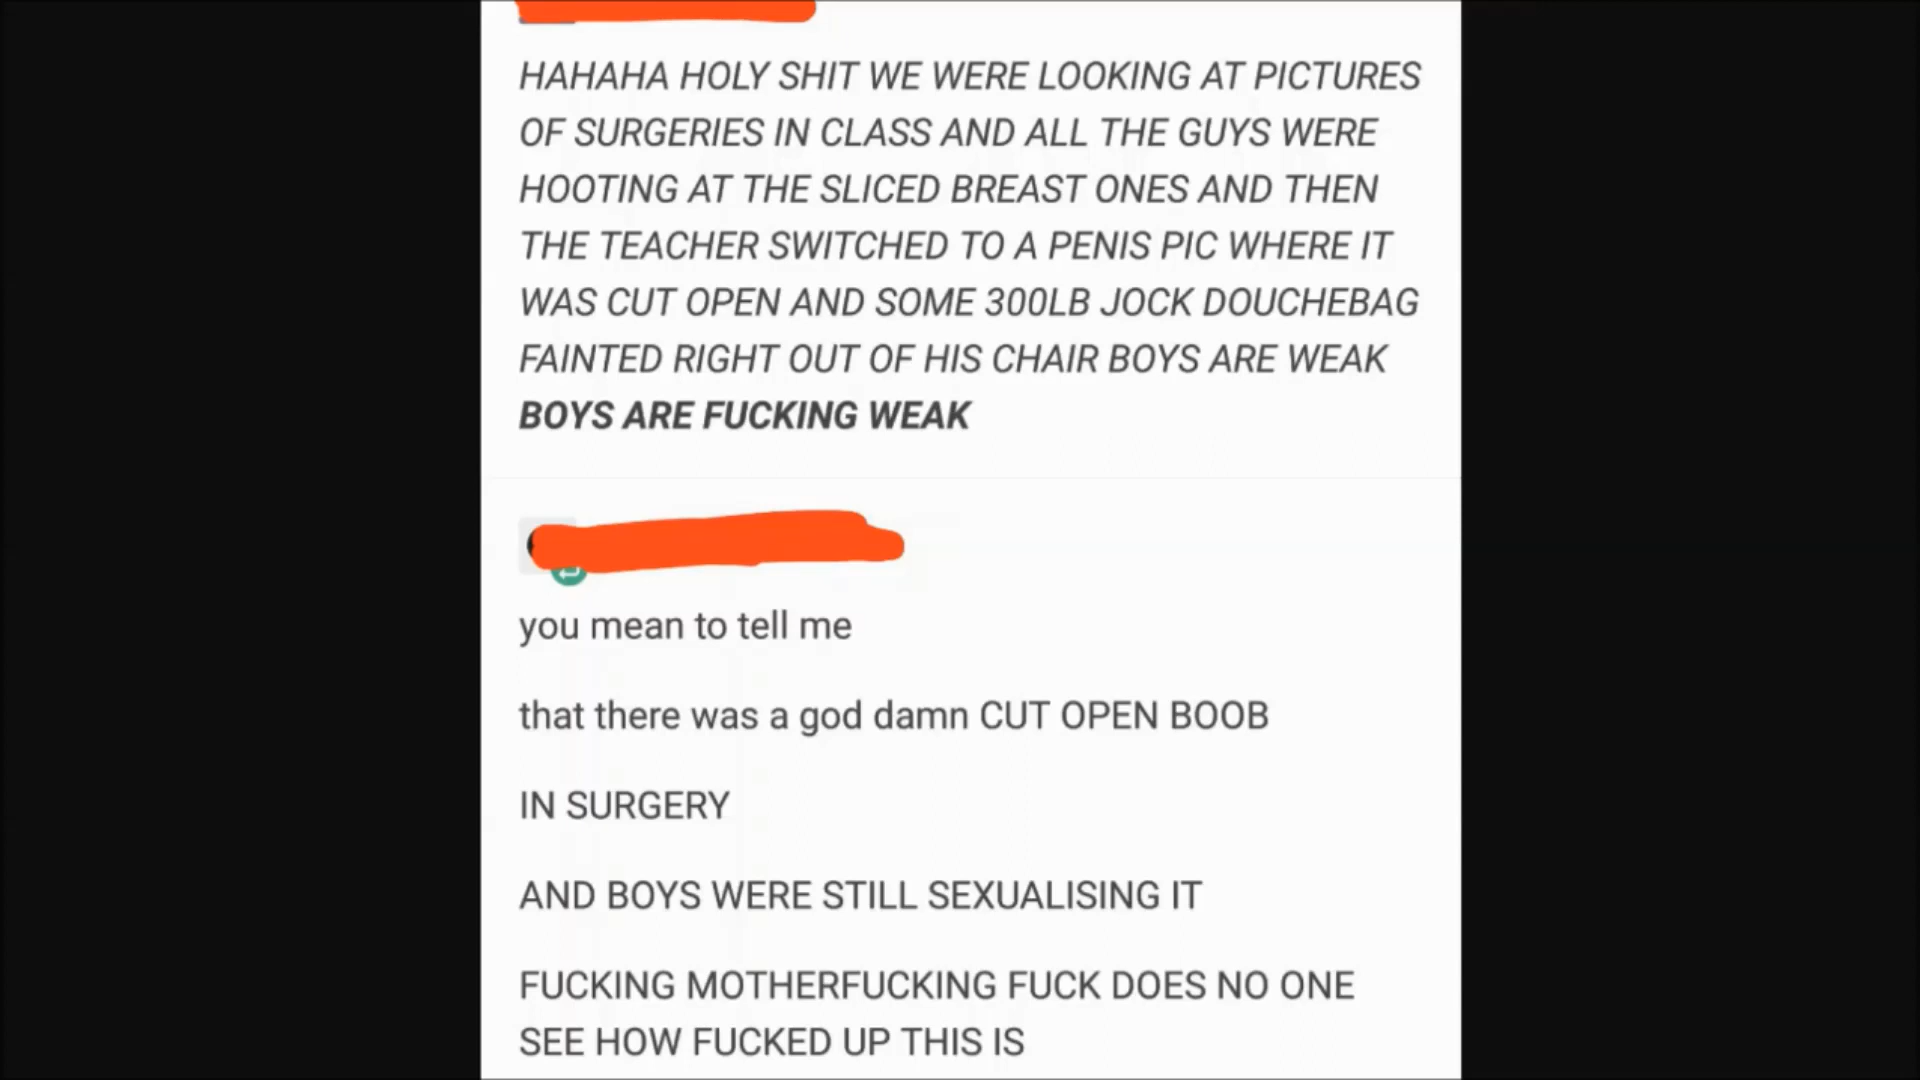 HAHAHA HOLY SHIT WE WERE LOOKING AT PICTURES
OF SURGERIES IN CLASS AND ALL THE GUYS WERE
HOOTING AT THE SLICED BREAST ONES AND THEN
THE TEACHER SWITCHED TO A PENIS PIC WHERE IT
WAS CUT OPEN AND SOME 300LB JOCK DOUCHEBAG
FAINTED RIGHT OUT OF HIS CHAIR BOYS ARE WEAK
BOYS ARE FUCKING WEAK
you mean to tell me
that there was a god damn CUT OPEN BOOB
IN SURGERY
AND BOYS WERE STILL SEXUALISING IT
FUCKING MOTHERFUCKING FUCK DOES NO ONE
SEE HOW FUCKED UP THIS IS